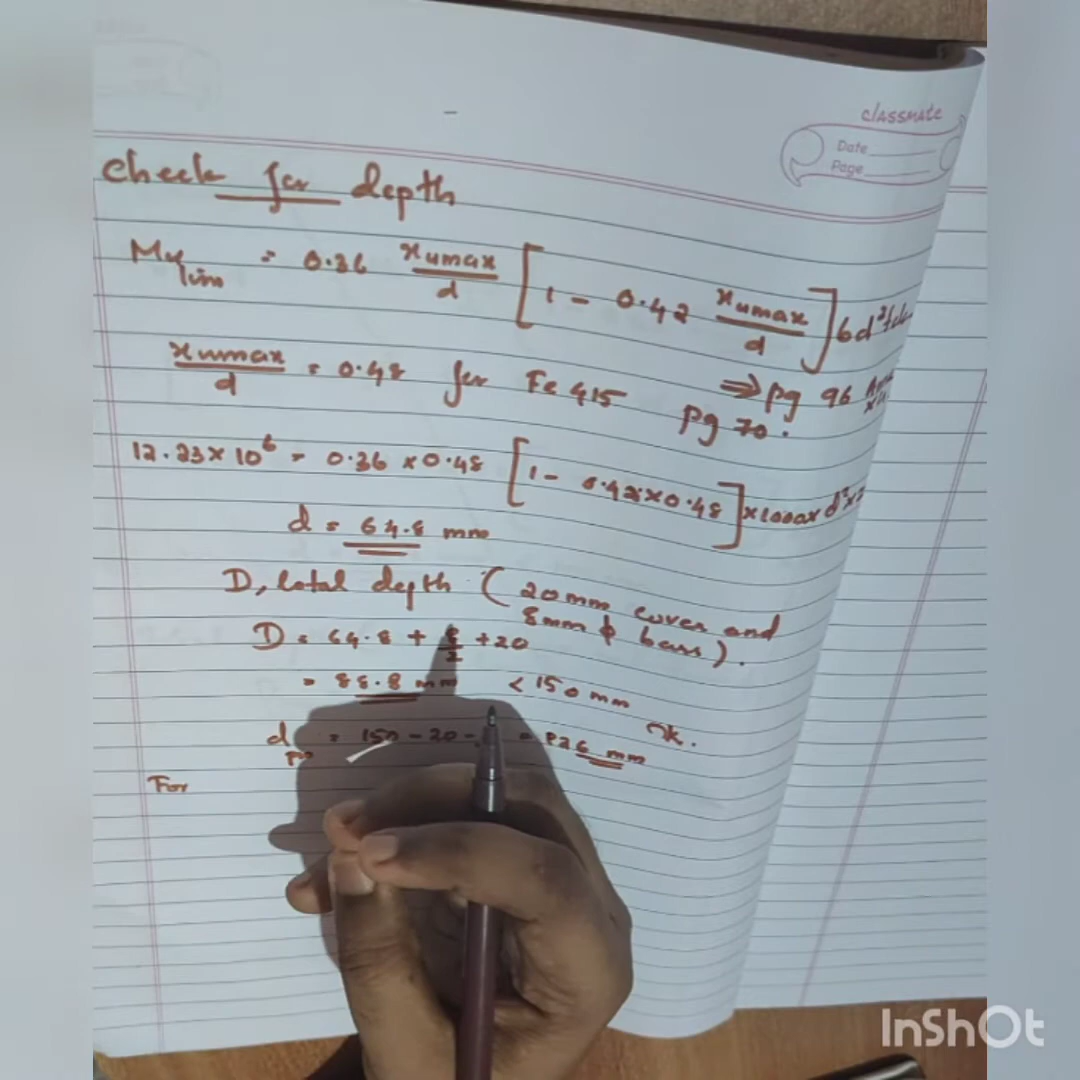 classmate
Date
Page
Check for depth
Mu lim = 0.36 xumax/d [1 - 0.42 xumax/d] bd²fck
xumax/d = 0.48 for Fe 415 ⇒ pg 96
pg 70.
12.23 x 10⁶ = 0.36 x 0.48 [1 - 0.42 x 0.48] x 1000 x d² x 2
d = 64.8 mm
D, total depth (20mm cover and
8mm ϕ bars).
D = 64.8 + 8/2 + 20
= 88.8 mm < 150 mm
Ok.
d pro = 150 - 20 - = 126 mm
For
InShOt